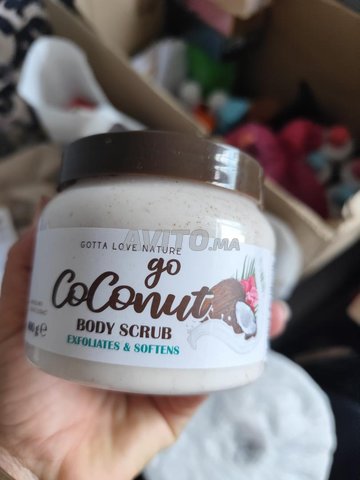 GOTTA LOVE NATURE
AVITO.MA
go
CoConut
BODY SCRUB
EXFOLIATES & SOFTENS